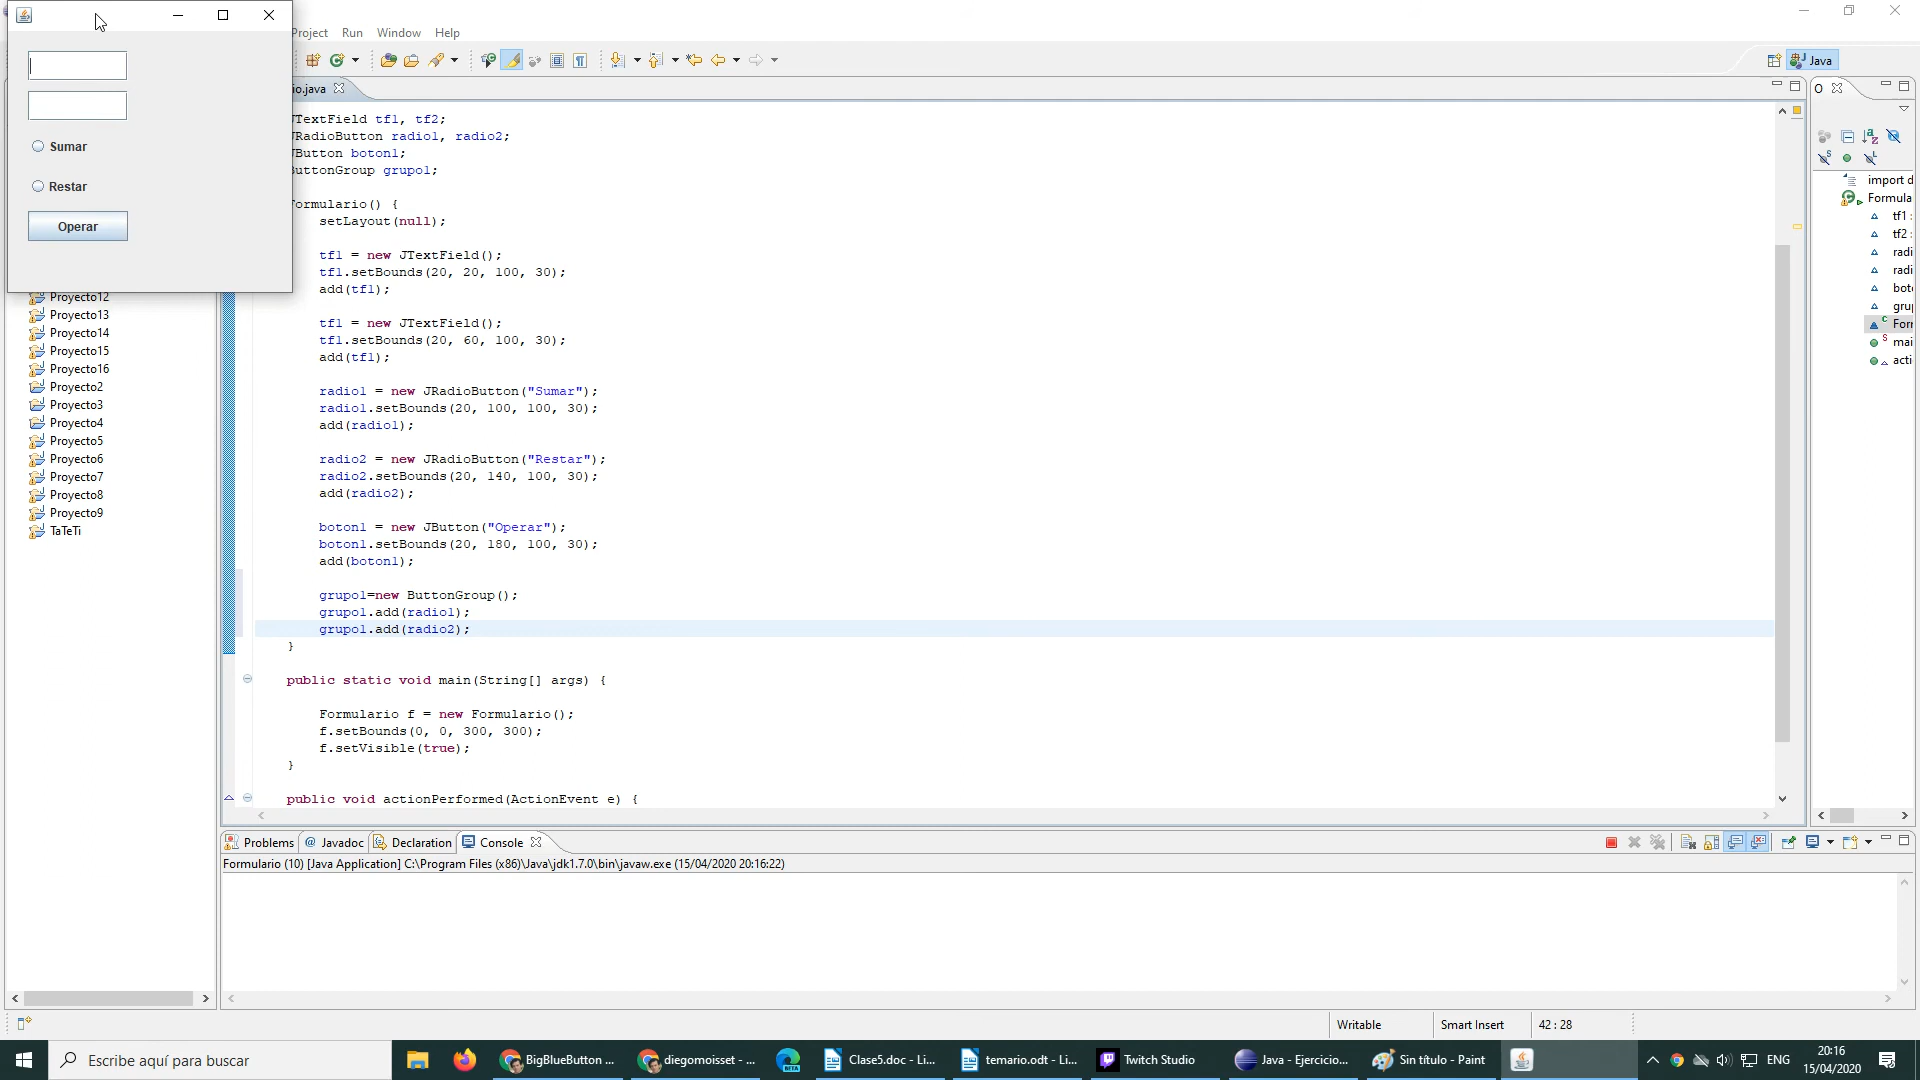 Project Run Window Help
Java
io.java
Sumar
Restar
Operar
Proyecto12
Proyecto13
Proyecto14
Proyecto15
Proyecto16
Proyecto2
Proyecto3
Proyecto4
Proyecto5
Proyecto6
Proyecto7
Proyecto8
Proyecto9
TaTeTi
JTextField tf1, tf2;
JRadioButton radio1, radio2;
JButton boton1;
ButtonGroup grupo1;
Formulario() {
setLayout(null);
tf1 = new JTextField();
tf1.setBounds(20, 20, 100, 30);
add(tf1);
tf1 = new JTextField();
tf1.setBounds(20, 60, 100, 30);
add(tf1);
radio1 = new JRadioButton("Sumar");
radio1.setBounds(20, 100, 100, 30);
add(radio1);
radio2 = new JRadioButton("Restar");
radio2.setBounds(20, 140, 100, 30);
add(radio2);
boton1 = new JButton("Operar");
boton1.setBounds(20, 180, 100, 30);
add(boton1);
grupo1=new ButtonGroup();
grupo1.add(radio1);
grupo1.add(radio2);
}
public static void main(String[] args) {
Formulario f = new Formulario();
f.setBounds(0, 0, 300, 300);
f.setVisible(true);
}
public void actionPerformed(ActionEvent e) {
O
import d
Formula
tf1 :
tf2 :
radi
radi
bot
gru
For
mai
acti
Problems @ Javadoc Declaration Console
Formulario (10) [Java Application] C:\Program Files (x86)\Java\jdk1.7.0\bin\javaw.exe (15/04/2020 20:16:22)
Writable Smart Insert 42 : 28
Escribe aquí para buscar
BigBlueButton ...
diegomoisset - ...
Clase5.doc - Li...
temario.odt - Li...
Twitch Studio
Java - Ejercicio...
Sin título - Paint
ENG
20:16
15/04/2020